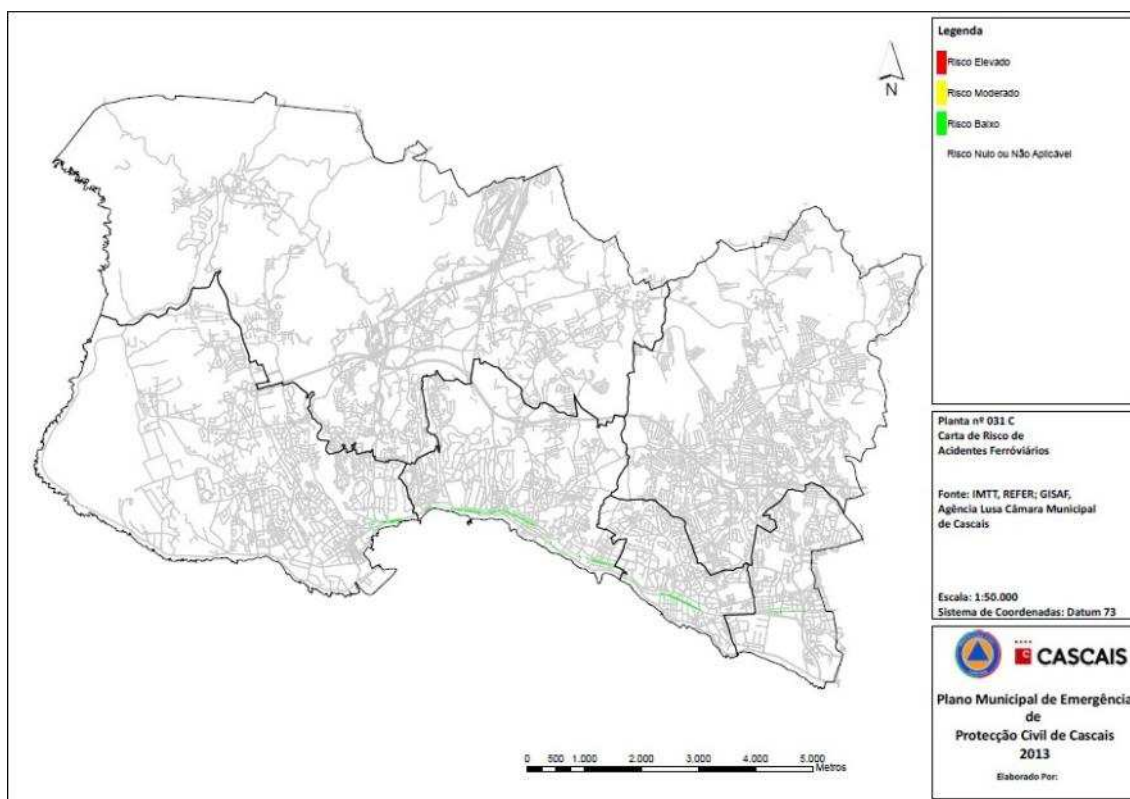 Legenda
Risco Elevado
Risco Moderado
Risco Baixo
Risco Nulo ou Não Aplicável
N
Planta nº 031 C
Carta de Risco de
Acidentes Ferróviários
Fonte: IMTT, REFER; GISAF,
Agência Lusa Câmara Municipal
de Cascais
Escala: 1:50.000
Sistema de Coordenadas: Datum 73
C CASCAIS
Plano Municipal de Emergência
de
Protecção Civil de Cascais
2013
Elaborado Por:
0 500 1.000 2.000 3.000 4.000 5.000
Metros